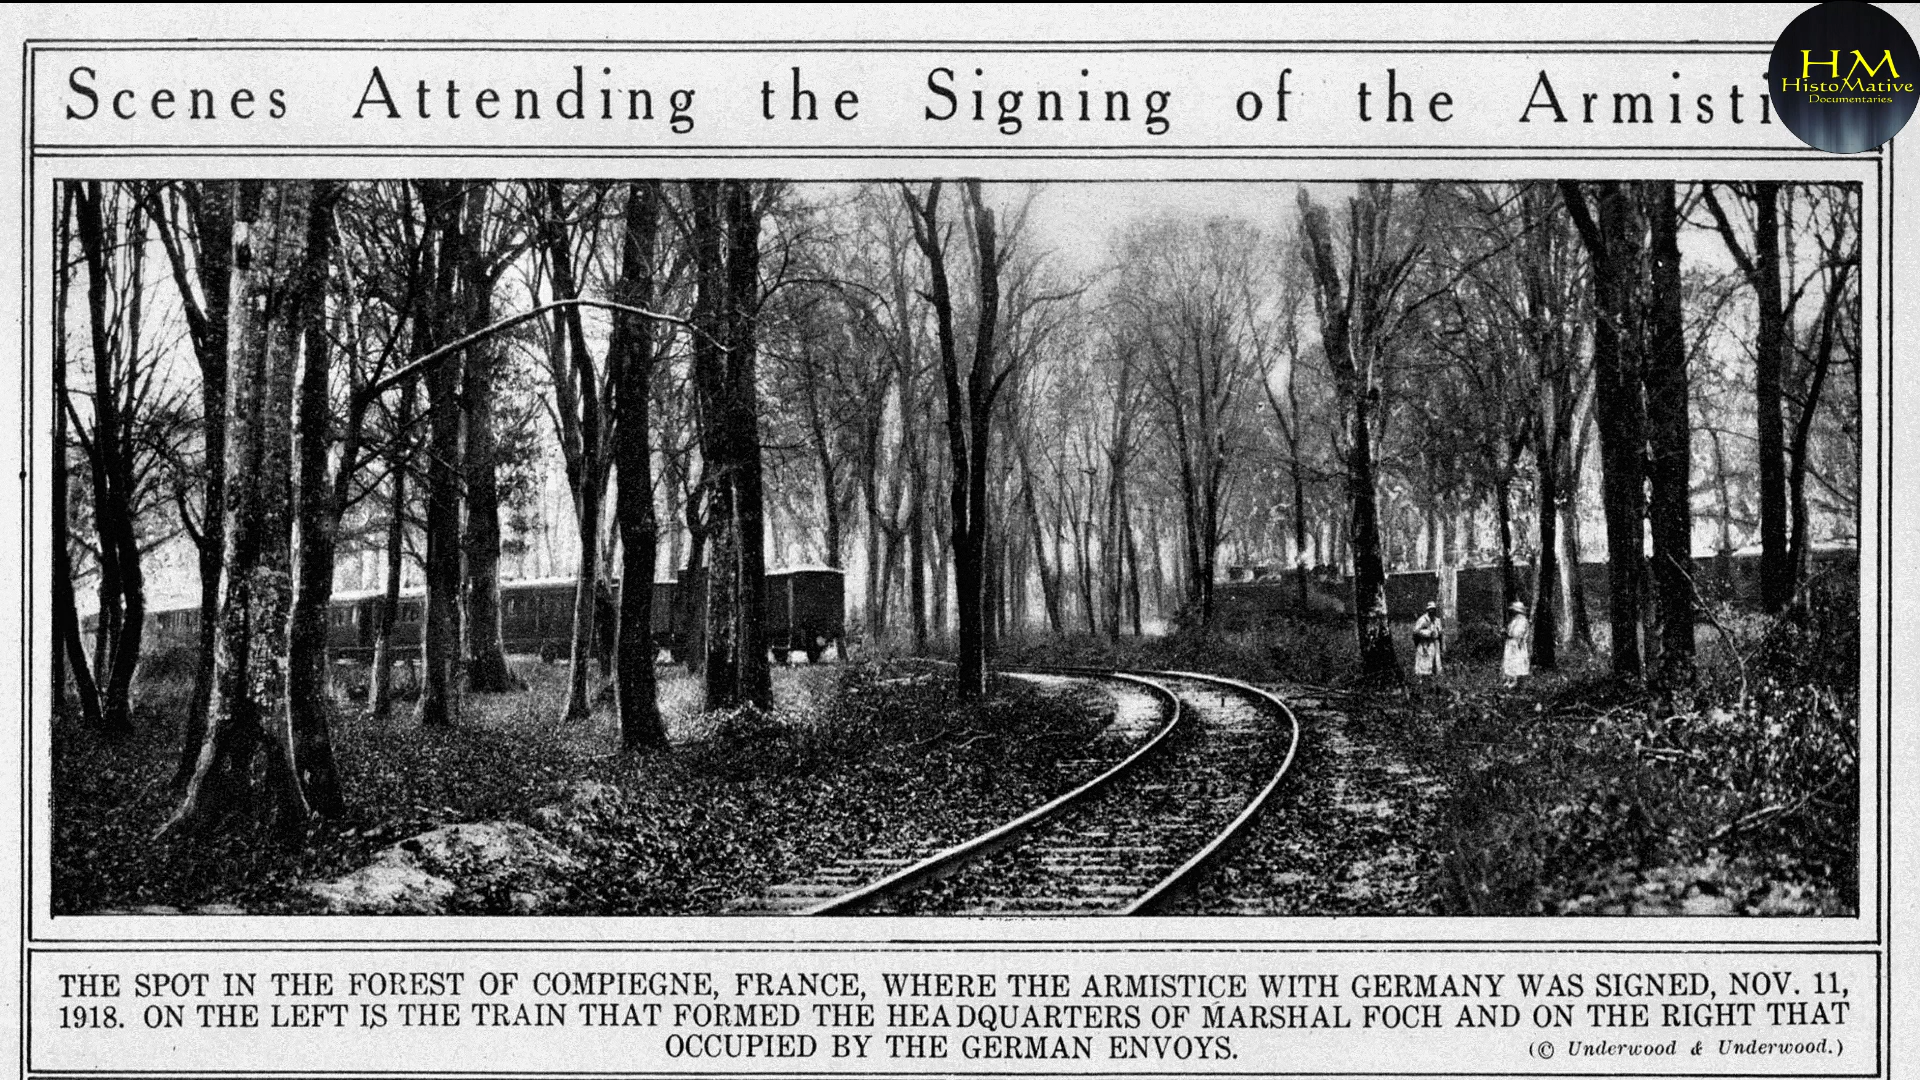 Scenes Attending the Signing of the Armisti
HM
HistoMative
Documentaries
THE SPOT IN THE FOREST OF COMPIEGNE, FRANCE, WHERE THE ARMISTICE WITH GERMANY WAS SIGNED, NOV. 11,
1918. ON THE LEFT IS THE TRAIN THAT FORMED THE HEADQUARTERS OF MARSHAL FOCH AND ON THE RIGHT THAT
OCCUPIED BY THE GERMAN ENVOYS.
(© Underwood & Underwood.)